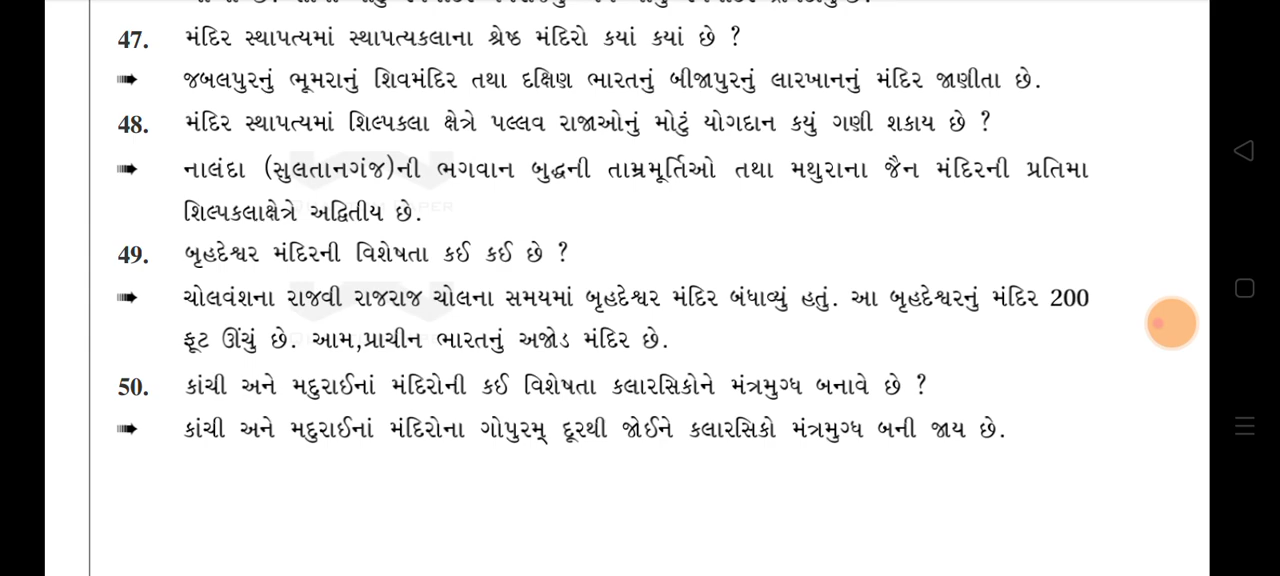 47. મંદિર સ્થાપત્યમાં સ્થાપત્યકલાના શ્રેષ્ઠ મંદિરો કયાં કયાં છે ?
જબલપુરનું ભૂમરાનું શિવમંદિર તથા દક્ષિણ ભારતનું બીજાપુરનું લારખાનનું મંદિર જાણીતા છે.
48. મંદિર સ્થાપત્યમાં શિલ્પકલા ક્ષેત્રે પલ્લવ રાજાઓનું મોટું યોગદાન કયું ગણી શકાય છે ?
નાલંદા (સુલતાનગંજ)ની ભગવાન બુદ્ધની તામ્રમૂર્તિઓ તથા મથુરાના જૈન મંદિરની પ્રતિમા
શિલ્પકલાક્ષેત્રે અદ્વિતીય છે.
49. બૃહદેશ્વર મંદિરની વિશેષતા કઈ કઈ છે ?
ચોલવંશના રાજવી રાજરાજ ચોલના સમયમાં બૃહદેશ્વર મંદિર બંધાવ્યું હતું. આ બૃહદેશ્વરનું મંદિર 200
ફૂટ ઊંચું છે. આમ,પ્રાચીન ભારતનું અજોડ મંદિર છે.
50. કાંચી અને મદુરાઈનાં મંદિરોની કઈ વિશેષતા કલારસિકોને મંત્રમુગ્ધ બનાવે છે ?
કાંચી અને મદુરાઈનાં મંદિરોના ગોપુરમ્ દૂરથી જોઈને કલારસિકો મંત્રમુગ્ધ બની જાય છે.